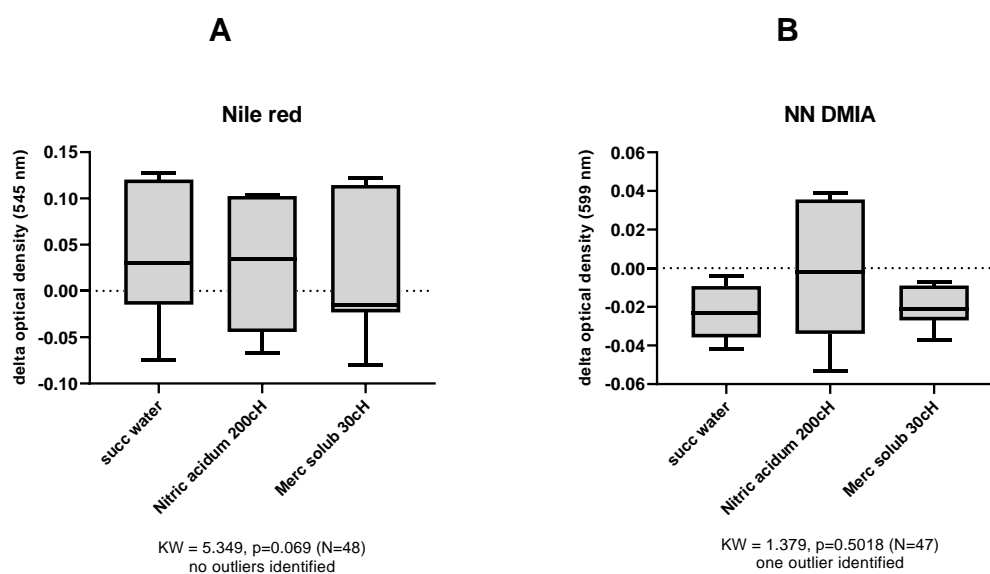 A
Nile red
delta optical density (545 nm)
0.15
0.10
0.05
0.00
-0.05
-0.10
succ water
Nitric acidum 200cH
Merc solub 30cH
KW = 5.349, p=0.069 (N=48)
no outliers identified
B
NN DMIA
delta optical density (599 nm)
0.06
0.04
0.02
0.00
-0.02
-0.04
-0.06
succ water
Nitric acidum 200cH
Merc solub 30cH
KW = 1.379, p=0.5018 (N=47)
one outlier identified